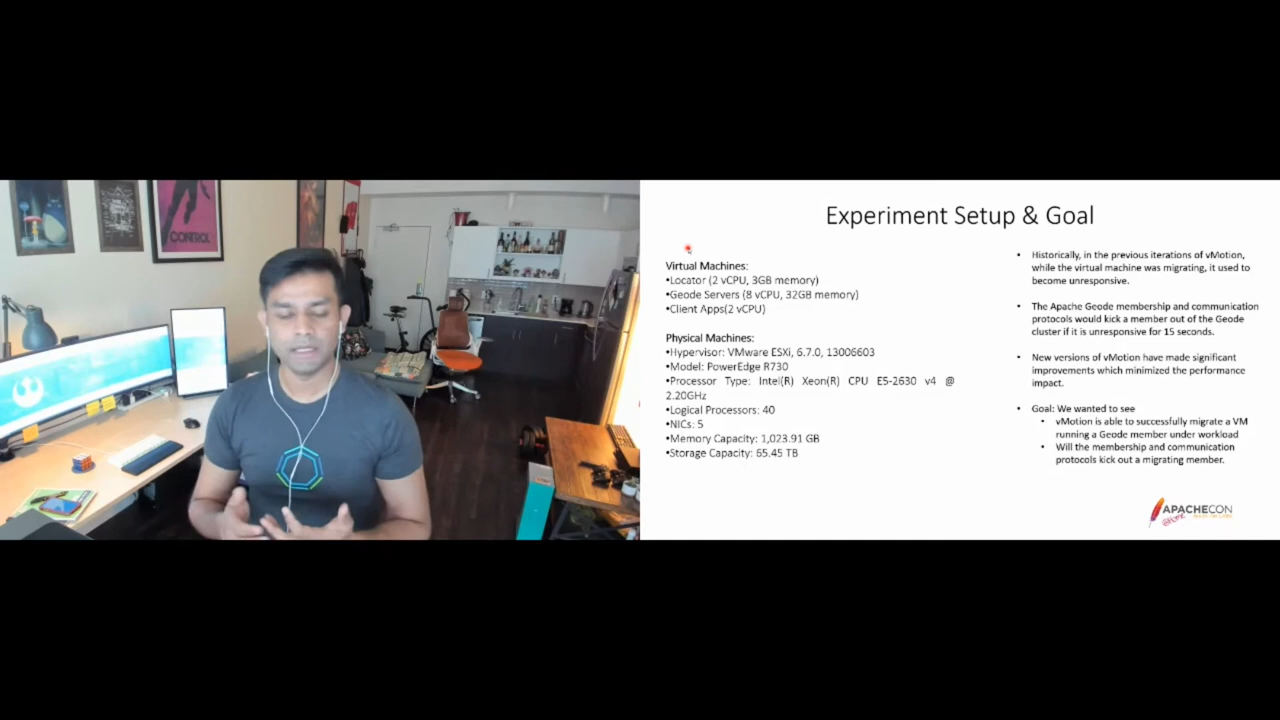 CONTROL
Experiment Setup & Goal
Virtual Machines:
•Locator (2 vCPU, 3GB memory)
•Geode Servers (8 vCPU, 32GB memory)
•Client Apps(2 vCPU)
Physical Machines:
•Hypervisor: VMware ESXi, 6.7.0, 13006603
•Model: PowerEdge R730
•Processor Type: Intel(R) Xeon(R) CPU E5-2630 v4 @
2.20GHz
•Logical Processors: 40
•NICs: 5
•Memory Capacity: 1,023.91 GB
•Storage Capacity: 65.45 TB
• Historically, in the previous iterations of vMotion,
while the virtual machine was migrating, it used to
become unresponsive.
• The Apache Geode membership and communication
protocols would kick a member out of the Geode
cluster if it is unresponsive for 15 seconds.
• New versions of vMotion have made significant
improvements which minimized the performance
impact.
• Goal: We wanted to see
• vMotion is able to successfully migrate a VM
running a Geode member under workload
• Will the membership and communication
protocols kick out a migrating member.
APACHECON
@Home